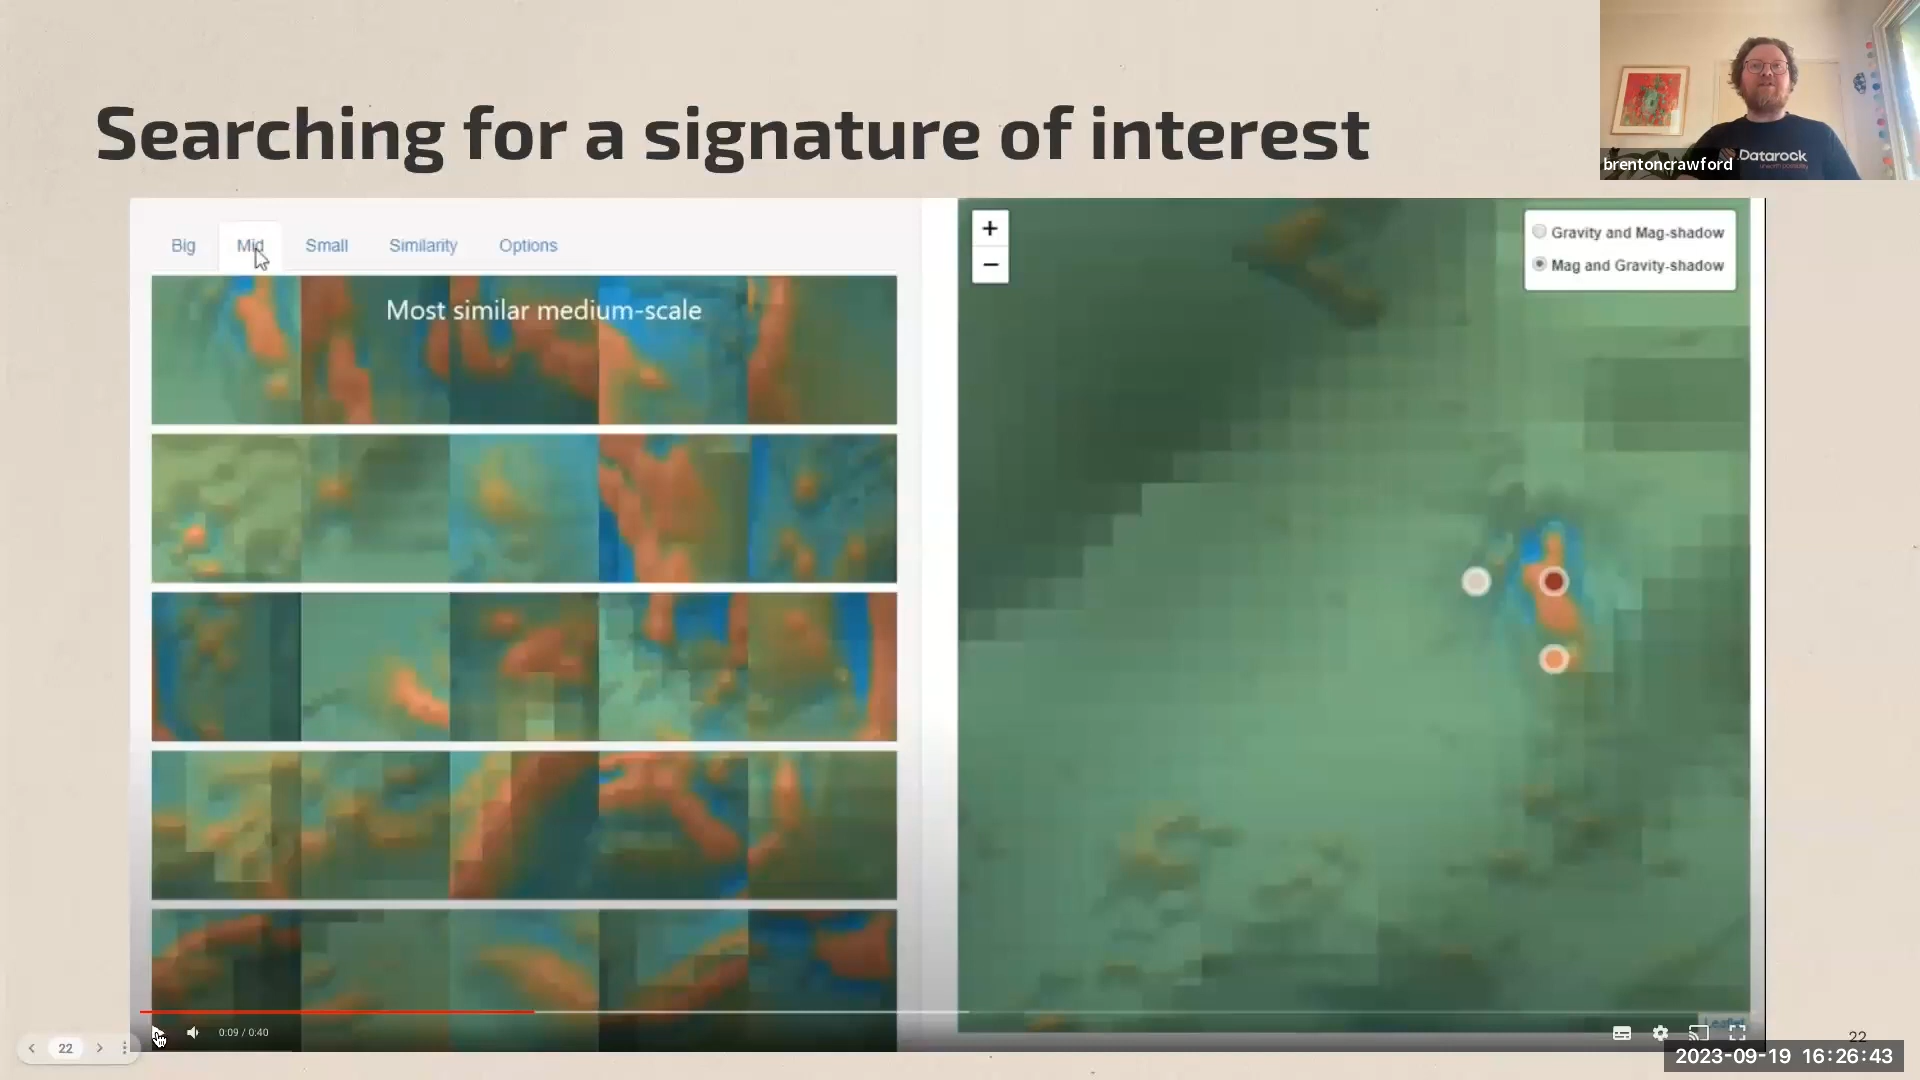 Searching for a signature of interest
Datarock
brentoncrawford
Big Mid Small Similarity Options
Most similar medium-scale
+
−
Gravity and Mag-shadow
Mag and Gravity-shadow
0:09 / 0:40
Leaflet
22
22
2023-09-19 16:26:43